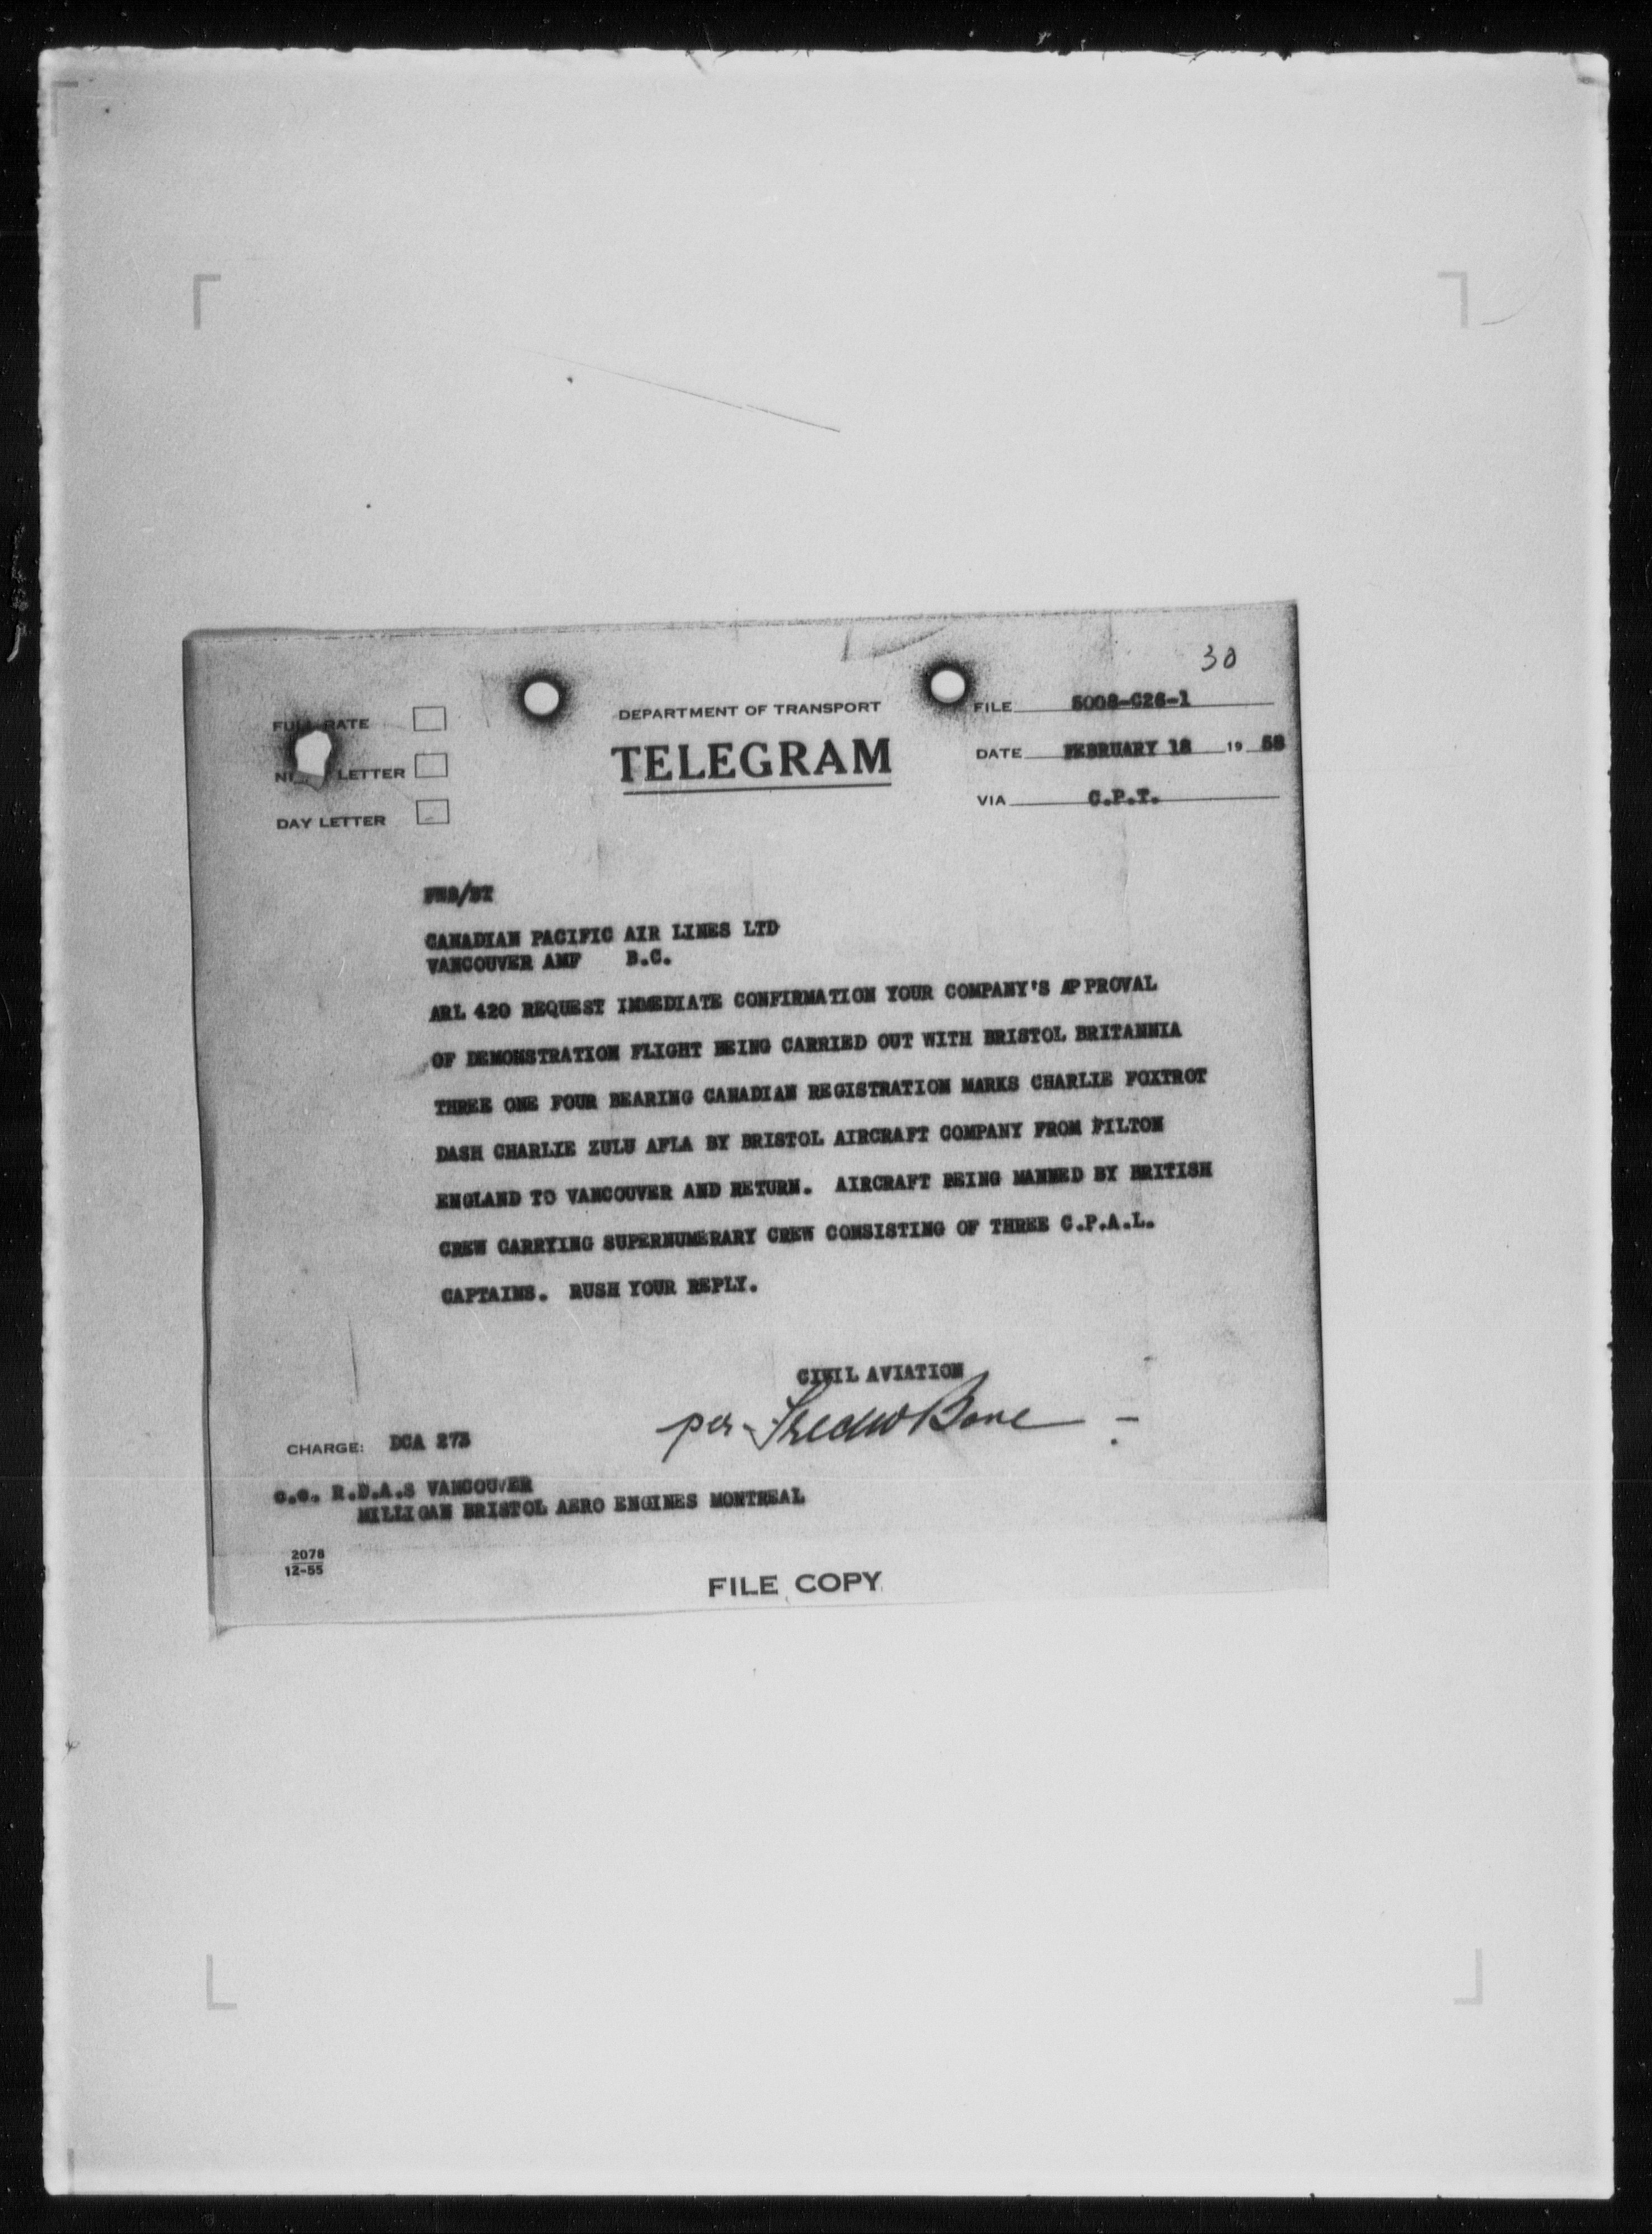 30
FULL RATE
DEPARTMENT OF TRANSPORT
FILE 5008-C26-1
TELEGRAM
DATE FEBRUARY 18 19 58
LETTER
VIA C.P.T.
DAY LETTER
CANADIAN PACIFIC AIR LINES LTD
VANCOUVER AMF B.C.
ARL 420 REQUEST IMMEDIATE CONFIRMATION YOUR COMPANY'S APPROVAL
OF DEMONSTRATION FLIGHT BEING CARRIED OUT WITH BRISTOL BRITANNIA
THREE ONE FOUR BEARING CANADIAN REGISTRATION MARKS CHARLIE FOXTROT
DASH CHARLIE ZULU AFLA BY BRISTOL AIRCRAFT COMPANY FROM FILTON
ENGLAND TO VANCOUVER AND RETURN. AIRCRAFT BEING MANNED BY BRITISH
CREW CARRYING SUPERNUMERARY CREW CONSISTING OF THREE C.P.A.L.
CAPTAINS. RUSH YOUR REPLY.
CIVIL AVIATION
per
CHARGE: DCA 273
c.c. R.D.A.S VANCOUVER
MILLIGAN BRISTOL AERO ENGINES MONTREAL
2078
12-55
FILE COPY